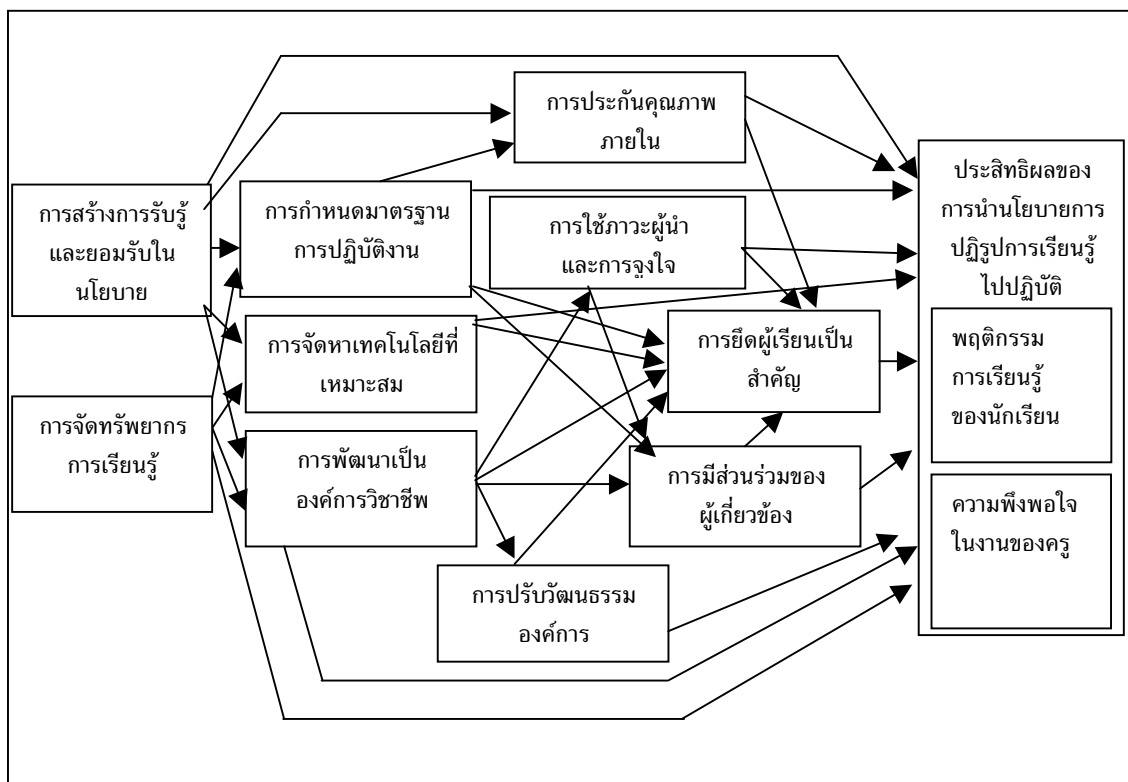 การประกันคุณภาพ
ภายใน
ประสิทธิผลของ
การนำนโยบายการ
ปฏิรูปการเรียนรู้
ไปปฏิบัติ
การสร้างการรับรู้
และยอมรับใน
นโยบาย
การกำหนดมาตรฐาน
การปฏิบัติงาน
การใช้ภาวะผู้นำ
และการจูงใจ
การจัดหาเทคโนโลยีที่
เหมาะสม
การยึดผู้เรียนเป็น
สำคัญ
พฤติกรรม
การเรียนรู้
ของนักเรียน
การจัดทรัพยากร
การเรียนรู้
การพัฒนาเป็น
องค์การวิชาชีพ
การมีส่วนร่วมของ
ผู้เกี่ยวข้อง
ความพึงพอใจ
ในงานของครู
การปรับวัฒนธรรม
องค์การ